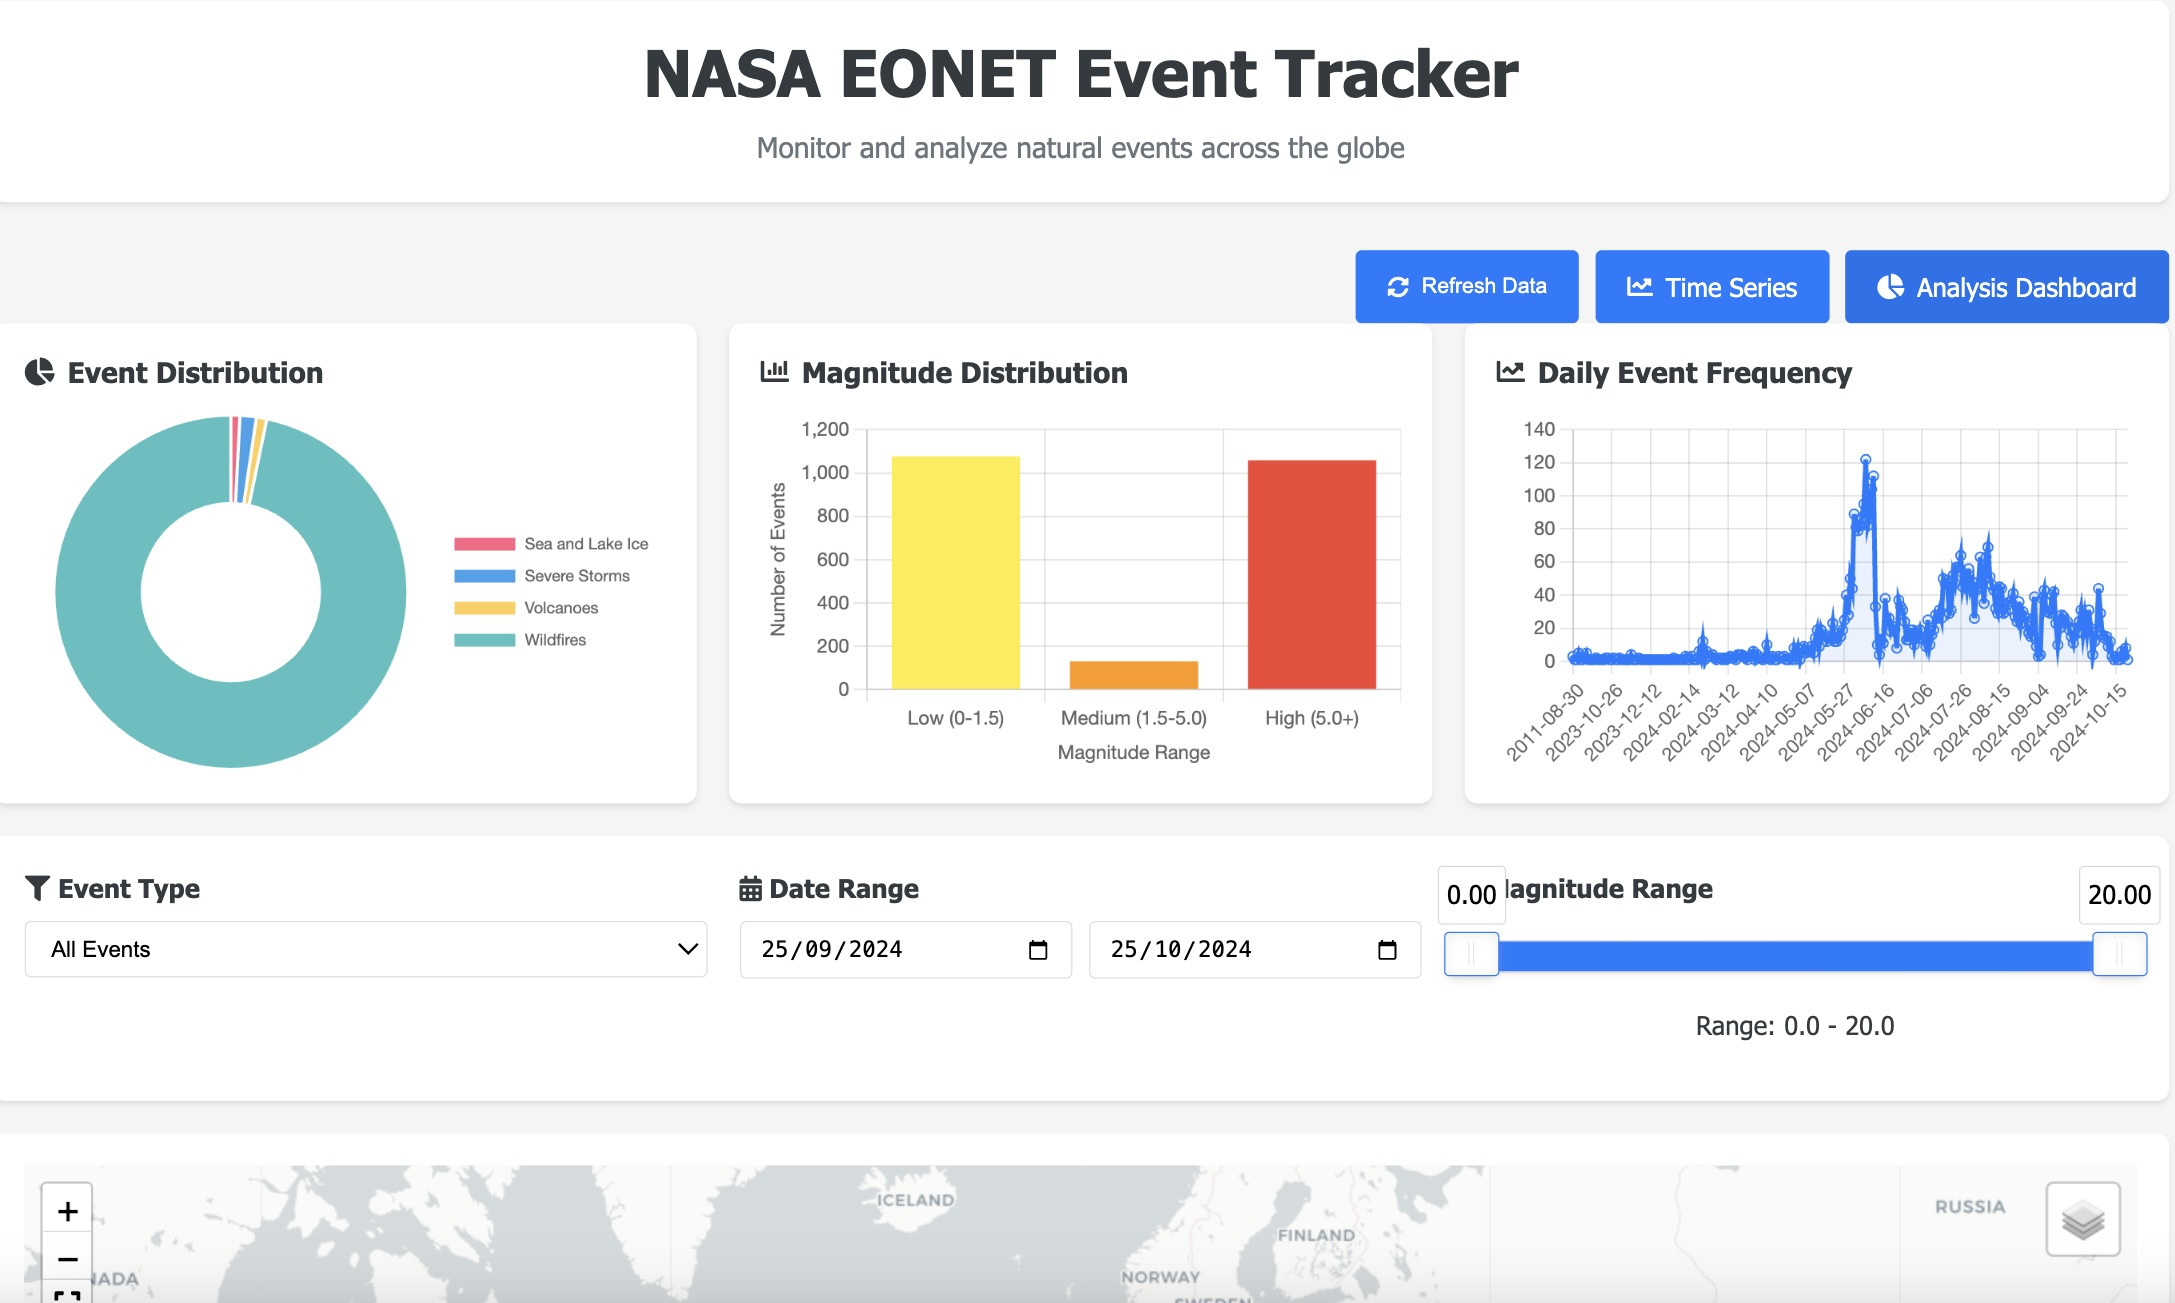 NASA EONET Event Tracker
Monitor and analyze natural events across the globe
Refresh Data
Time Series
Analysis Dashboard
Event Distribution
Sea and Lake Ice
Severe Storms
Volcanoes
Wildfires
Magnitude Distribution
1,200
1,000
800
600
400
200
0
Number of Events
Low (0-1.5)
Medium (1.5-5.0)
High (5.0+)
Magnitude Range
Daily Event Frequency
140
120
100
80
60
40
20
0
2011-08-30
2023-10-26
2023-12-12
2024-02-14
2024-03-12
2024-04-10
2024-05-07
2024-05-27
2024-06-16
2024-07-06
2024-07-26
2024-08-15
2024-09-04
2024-09-24
2024-10-15
Event Type
All Events
Date Range
25/09/2024
25/10/2024
agnitude Range
0.00
20.00
Range: 0.0 - 20.0
+
−
NADA
ICELAND
NORWAY
SWEDEN
FINLAND
RUSSIA